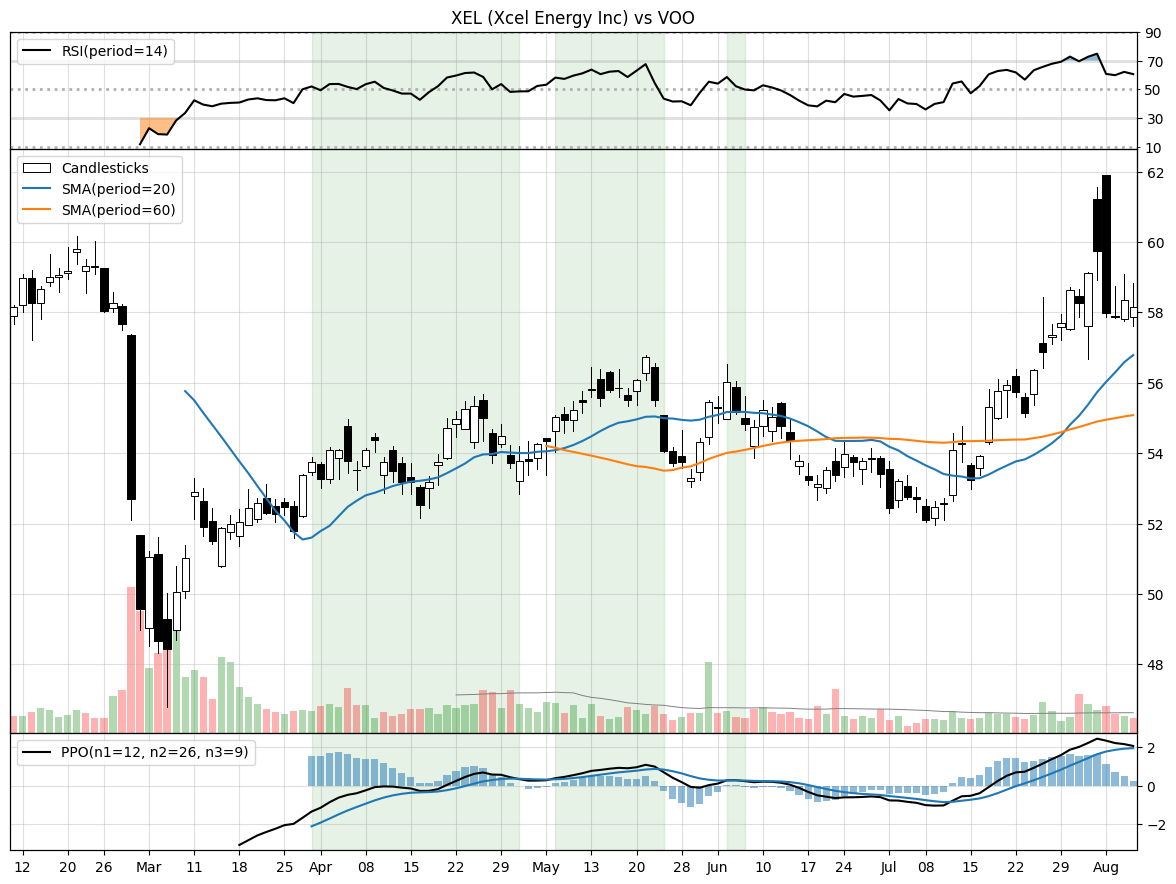 XEL (Xcel Energy Inc) vs VOO
RSI(period=14)
90
70
50
30
10
Candlesticks
SMA(period=20)
SMA(period=60)
62
60
58
56
54
52
50
48
PPO(n1=12, n2=26, n3=9)
2
0
−2
12 20 26 Mar 11 18 25 Apr 08 15 22 29 May 13 20 28 Jun 10 17 24 Jul 08 15 22 29 Aug